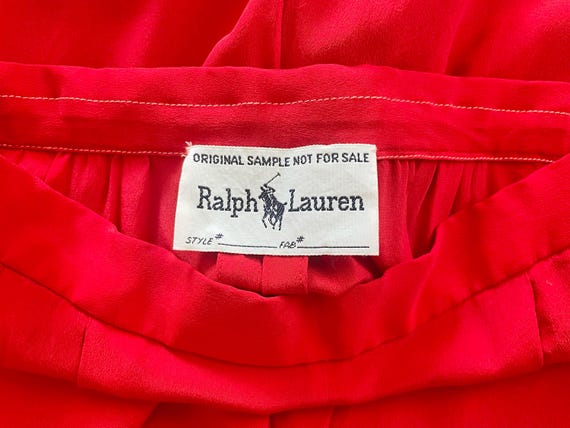 ORIGINAL SAMPLE NOT FOR SALE
Ralph Lauren
STYLE# FAB#